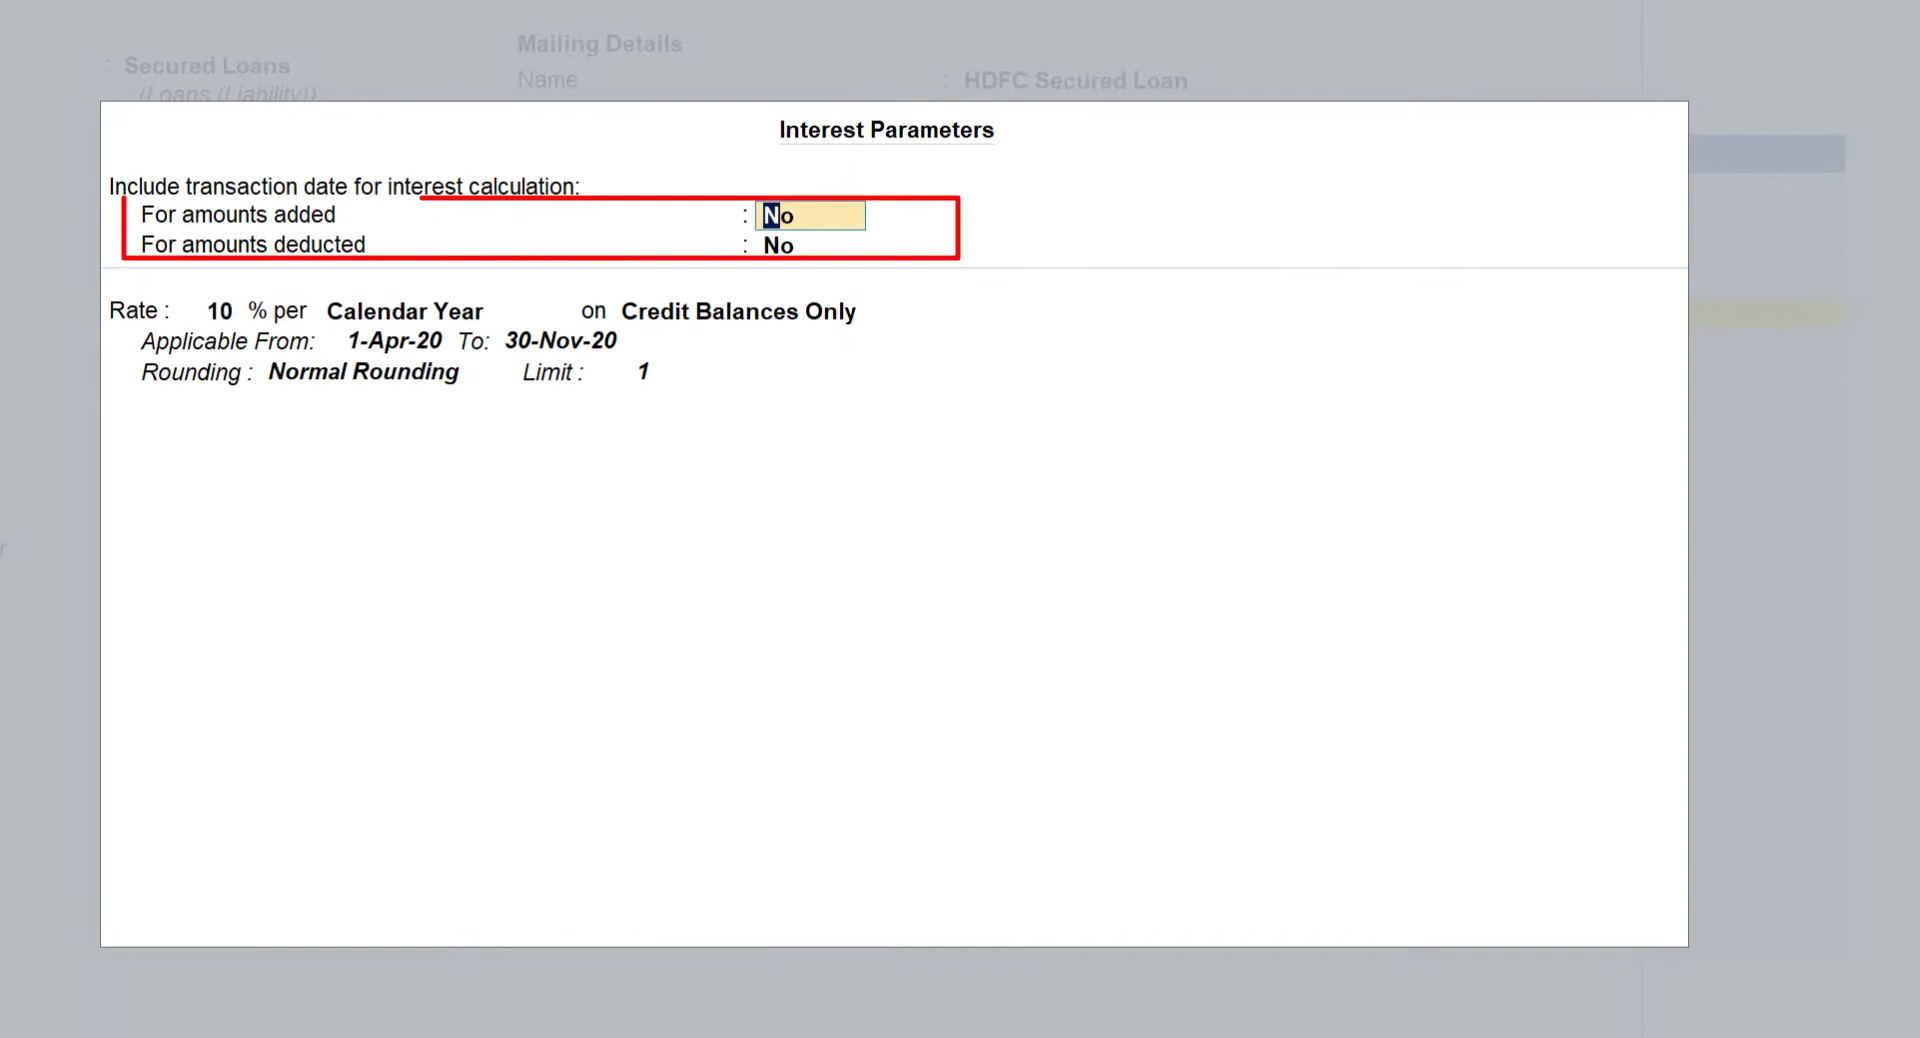 Mailing Details
: Secured Loans
Name : HDFC Secured Loan
(Loans (Liability))
Interest Parameters
Include transaction date for interest calculation:
For amounts added : No
For amounts deducted : No
Rate : 10 % per Calendar Year on Credit Balances Only
Applicable From: 1-Apr-20 To: 30-Nov-20
Rounding : Normal Rounding Limit : 1
r